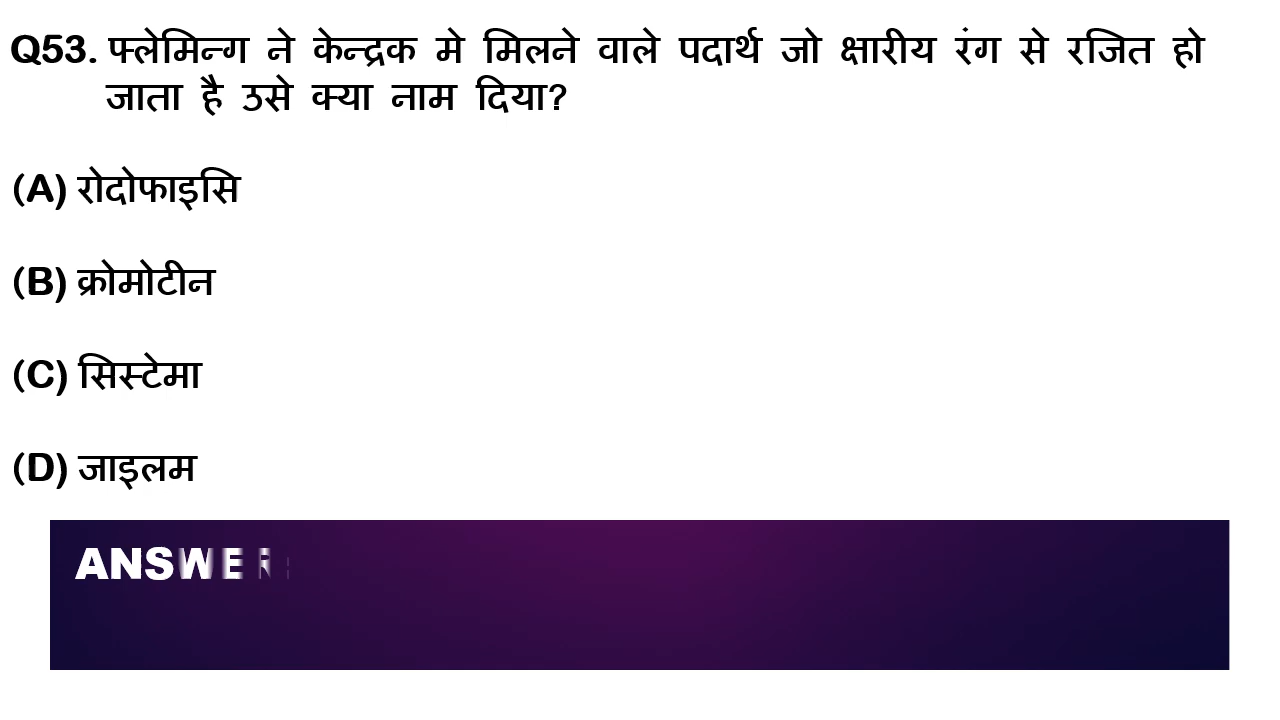 Q53. फ्लेमिन्ग ने केन्द्रक मे मिलने वाले पदार्थ जो क्षारीय रंग से रजित हो
जाता है उसे क्या नाम दिया?
(A) रोदोफाइसि
(B) क्रोमोटीन
(C) सिस्टेमा
(D) जाइलम
ANSWER